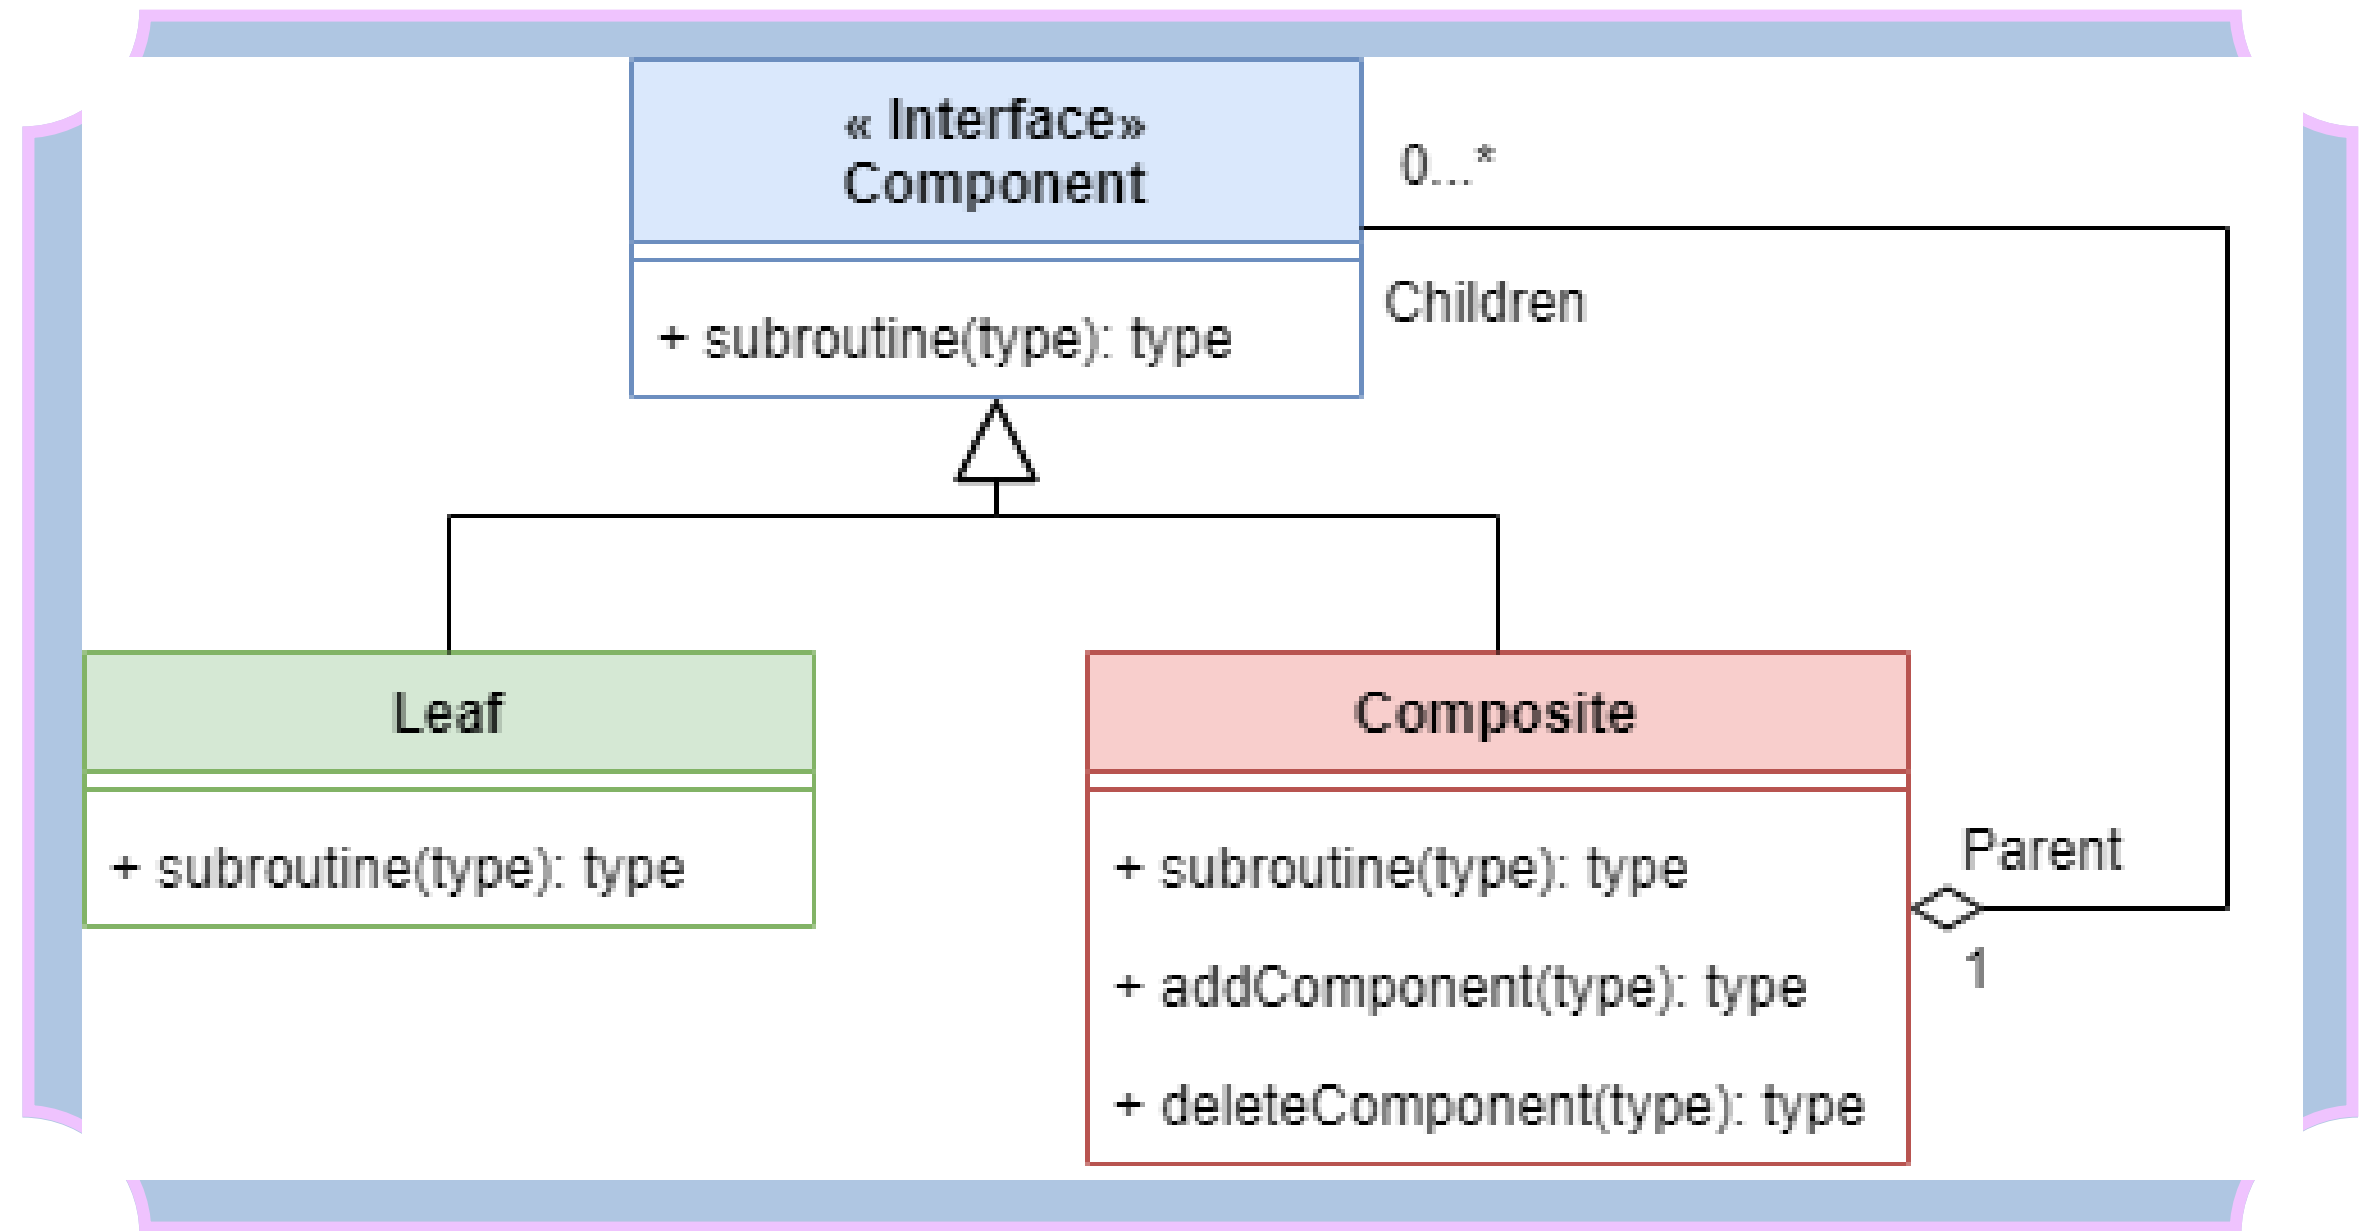 « Interface»
Component
0...*
Children
+ subroutine(type): type
Leaf
+ subroutine(type): type
Composite
+ subroutine(type): type
+ addComponent(type): type
+ deleteComponent(type): type
Parent
1